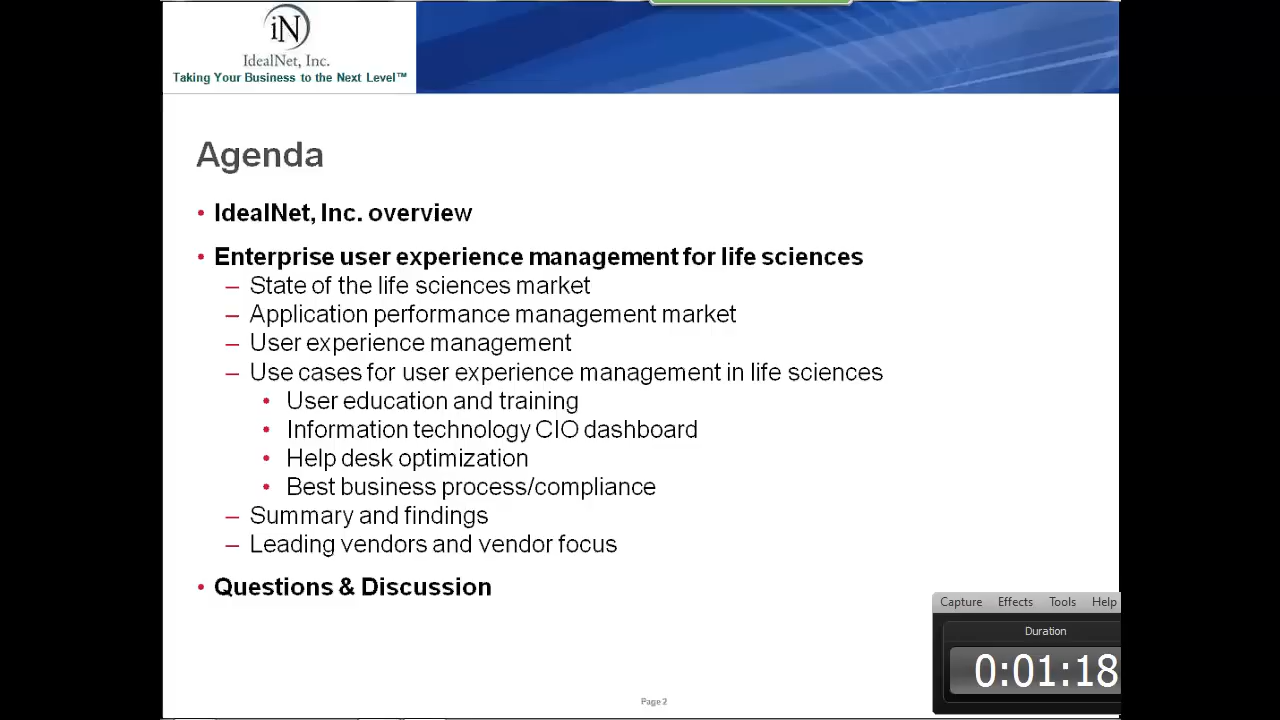 iN
IdealNet, Inc.
Taking Your Business to the Next Level™
Agenda
• IdealNet, Inc. overview
• Enterprise user experience management for life sciences
– State of the life sciences market
– Application performance management market
– User experience management
– Use cases for user experience management in life sciences
• User education and training
• Information technology CIO dashboard
• Help desk optimization
• Best business process/compliance
– Summary and findings
– Leading vendors and vendor focus
• Questions & Discussion
Capture Effects Tools Help
Duration
0:01:18
Page 2